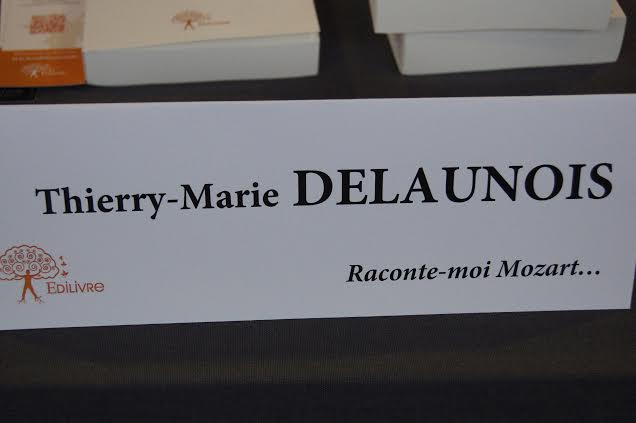 Thierry-Marie DELAUNOIS
Raconte-moi Mozart...
EDILIVRE